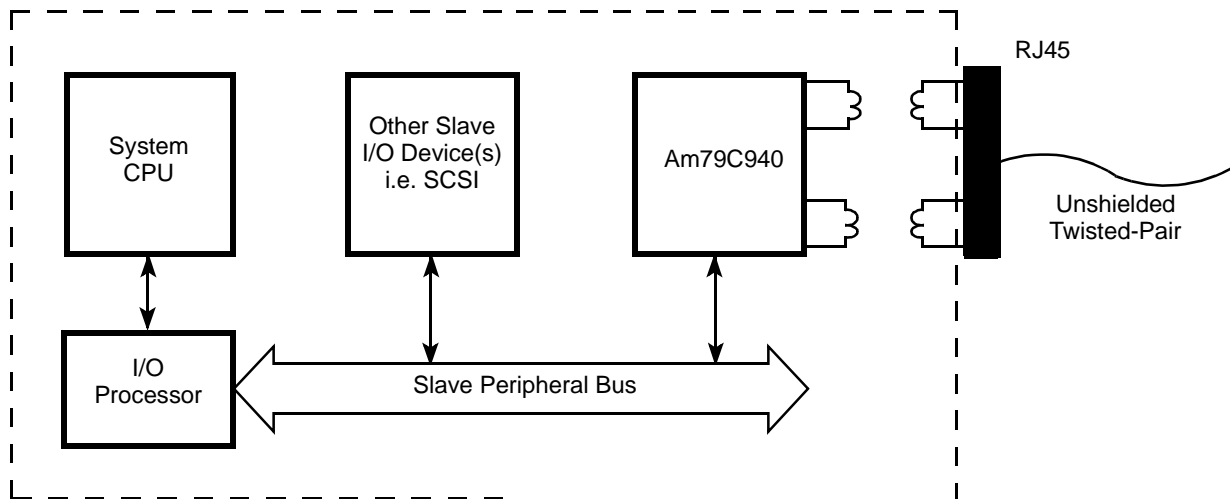 RJ45
System
CPU
Other Slave
I/O Device(s)
i.e. SCSI
Am79C940
Unshielded
Twisted-Pair
I/O
Processor
Slave Peripheral Bus